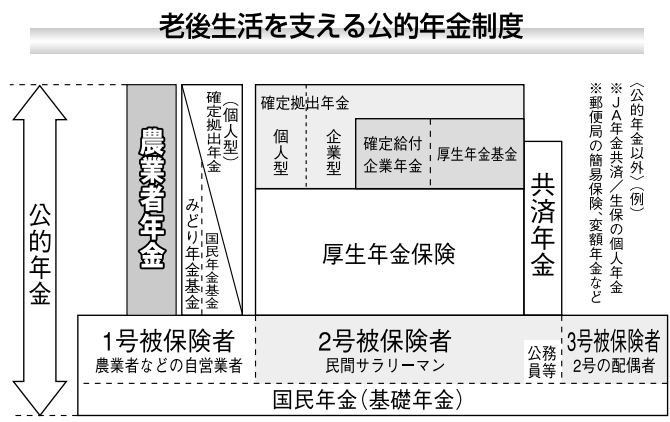 老後生活を支える公的年金制度
公的年金
農業者年金
確定拠出年金
（個人型）
みどり年金基金
国民年金基金
確定拠出年金
個人型
企業型
確定給付
企業年金
厚生年金基金
厚生年金保険
共済年金
〈公的年金以外〉（例）
※ＪＡ年金共済／生保の個人年金
※郵便局の簡易保険、変額年金など
1号被保険者
農業者などの自営業者
2号被保険者
民間サラリーマン
公務
員等
3号被保険者
2号の配偶者
国民年金（基礎年金）